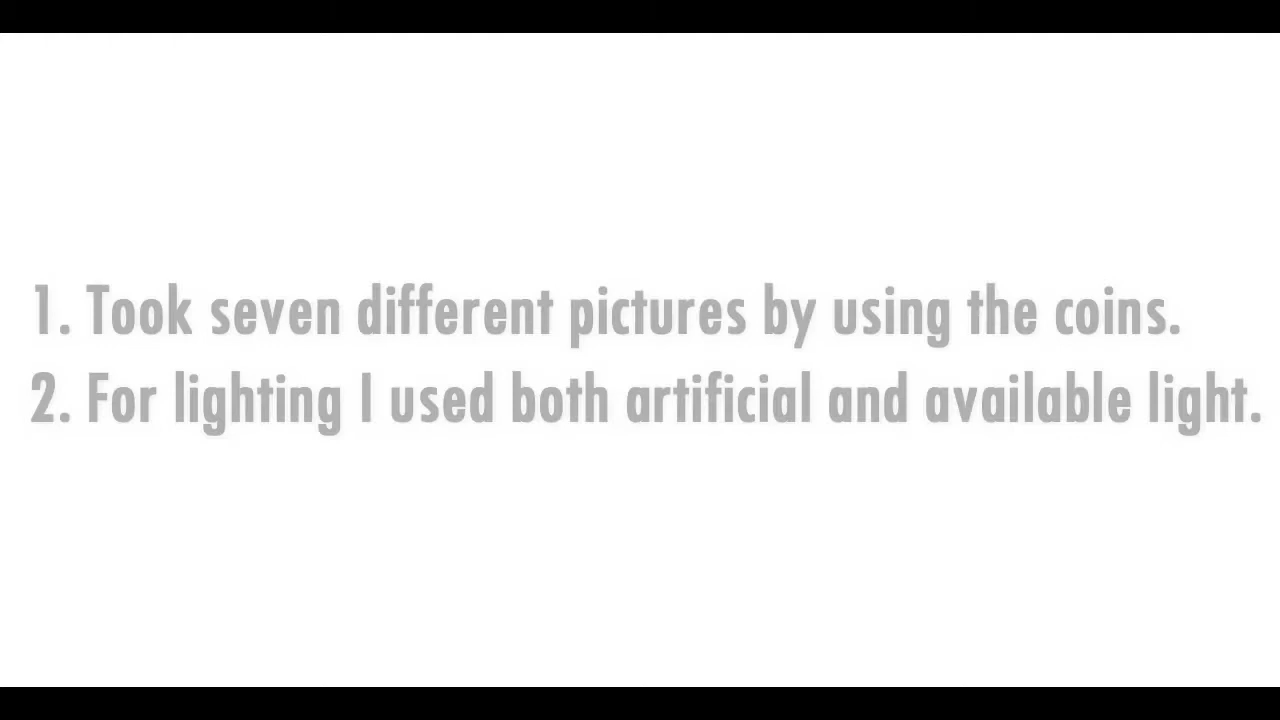 1. Took seven different pictures by using the coins.
2. For lighting I used both artificial and available light.